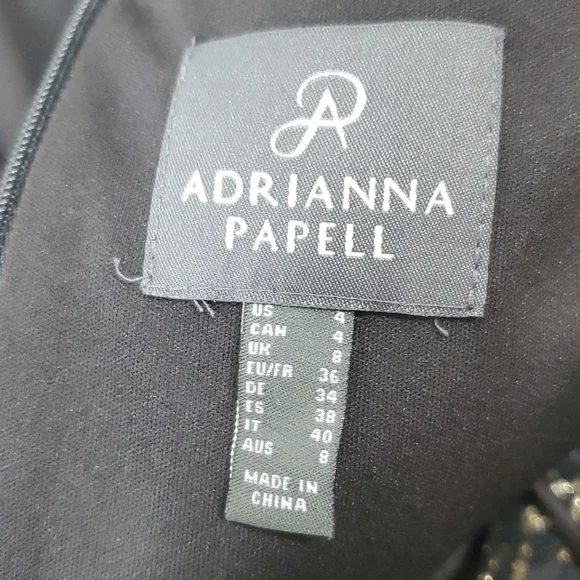 ADRIANNA
PAPELL
US 4
CAN 4
UK 8
EU/FR 36
DE 34
ES 38
IT 40
AUS 8
MADE IN
CHINA